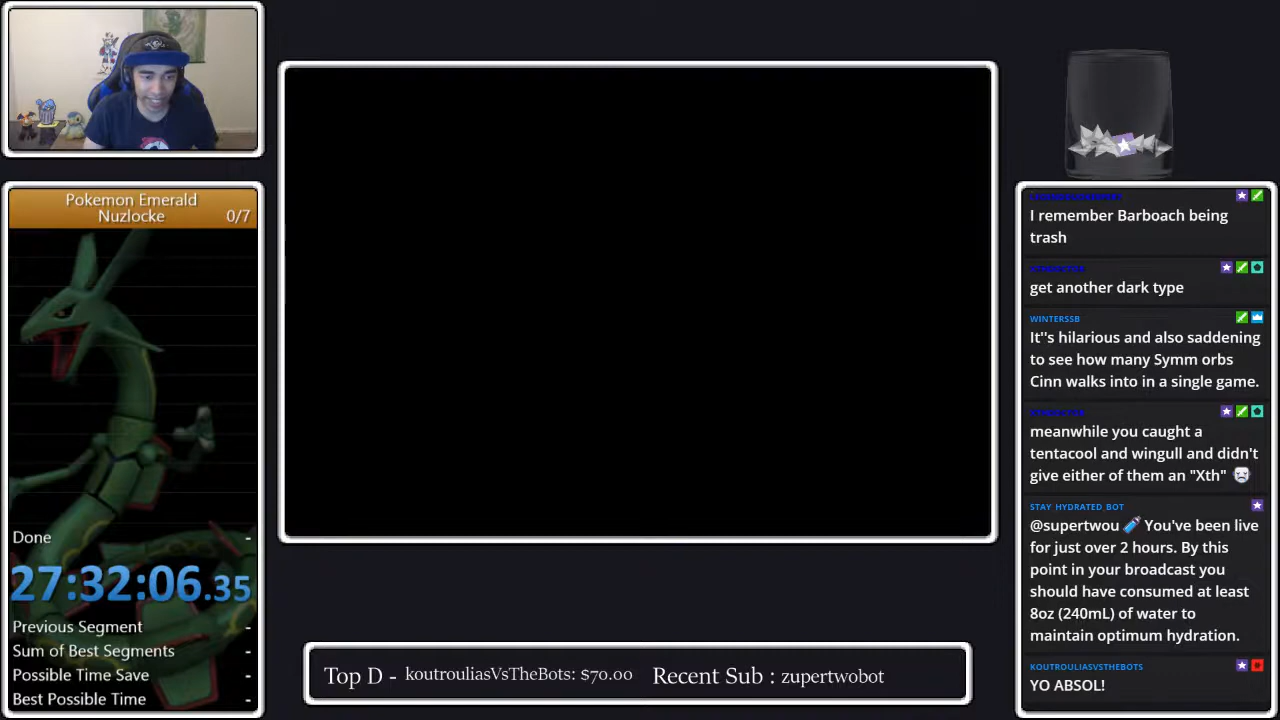 Pokemon Emerald
Nuzlocke 0/7
Done -
27:32:06.35
Previous Segment -
Sum of Best Segments -
Possible Time Save -
Best Possible Time -
Top D - koutrouliasVsTheBots: $70.00 Recent Sub : zupertwobot
I remember Barboach being
trash
get another dark type
WINTERSSB
It''s hilarious and also saddening
to see how many Symm orbs
Cinn walks into in a single game.
meanwhile you caught a
tentacool and wingull and didn't
give either of them an "Xth"
STAY_HYDRATED_BOT
@supertwou You've been live
for just over 2 hours. By this
point in your broadcast you
should have consumed at least
8oz (240mL) of water to
maintain optimum hydration.
KOUTROULIASVSTHEBOTS
YO ABSOL!